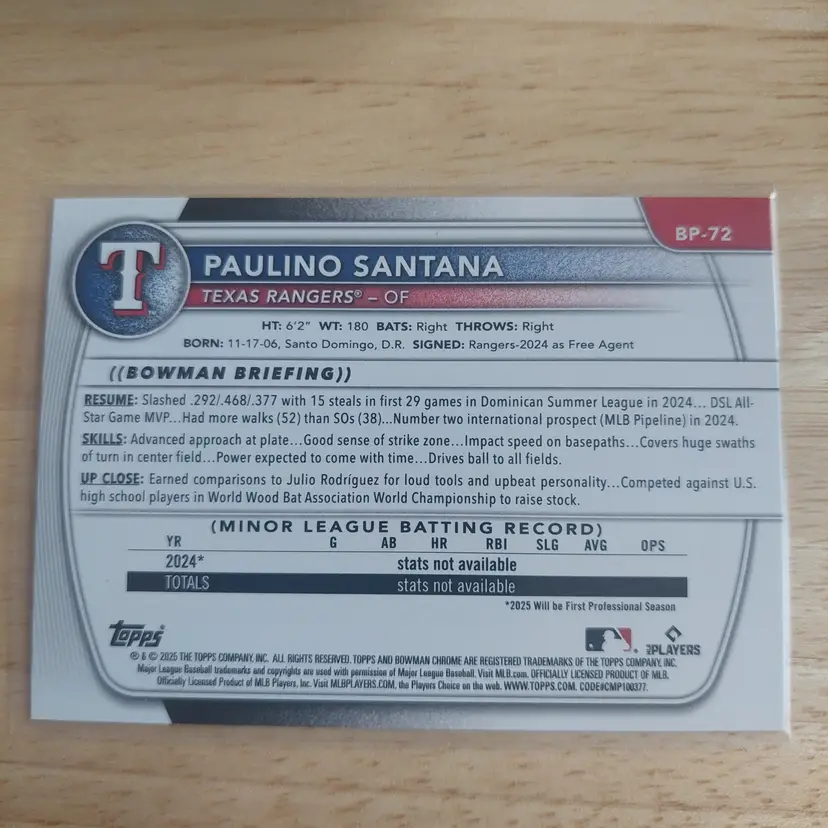 BP-72
T
PAULINO SANTANA
TEXAS RANGERS® – OF
HT: 6'2" WT: 180 BATS: Right THROWS: Right
BORN: 11-17-06, Santo Domingo, D.R. SIGNED: Rangers-2024 as Free Agent
((BOWMAN BRIEFING))
RESUME: Slashed .292/.468/.377 with 15 steals in first 29 games in Dominican Summer League in 2024... DSL All-
Star Game MVP...Had more walks (52) than SOs (38)...Number two international prospect (MLB Pipeline) in 2024.
SKILLS: Advanced approach at plate...Good sense of strike zone...Impact speed on basepaths...Covers huge swaths
of turn in center field...Power expected to come with time...Drives ball to all fields.
UP CLOSE: Earned comparisons to Julio Rodríguez for loud tools and upbeat personality...Competed against U.S.
high school players in World Wood Bat Association World Championship to raise stock.
(MINOR LEAGUE BATTING RECORD)
YR G AB HR RBI SLG AVG OPS
2024* stats not available
TOTALS stats not available
*2025 Will be First Professional Season
topps
PLAYERS
® & © 2025 THE TOPPS COMPANY, INC. ALL RIGHTS RESERVED. TOPPS AND BOWMAN CHROME ARE REGISTERED TRADEMARKS OF THE TOPPS COMPANY, INC.
Major League Baseball trademarks and copyrights are used with permission of Major League Baseball. Visit MLB.com. OFFICIALLY LICENSED PRODUCT OF MLB.
Officially Licensed Product of MLB Players, Inc. Visit MLBPLAYERS.COM, the Players Choice on the web. WWW.TOPPS.COM. CODE#CMP100377.